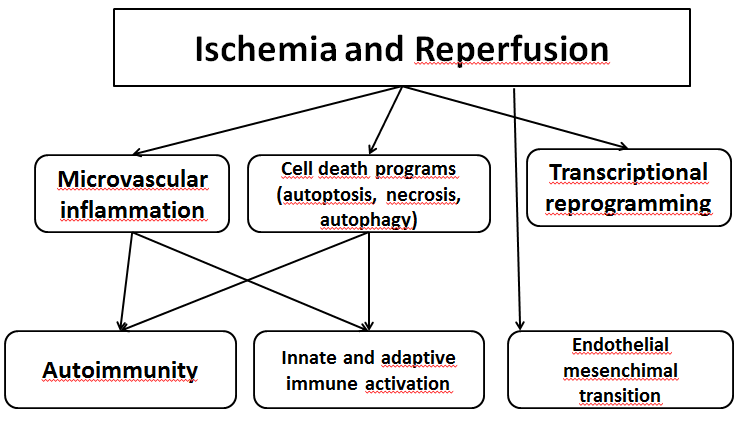 Ischemia and Reperfusion
Microvascular
inflammation
Cell death programs
(autoptosis, necrosis,
autophagy)
Transcriptional
reprogramming
Autoimmunity
Innate and adaptive
immune activation
Endothelial
mesenchimal
transition